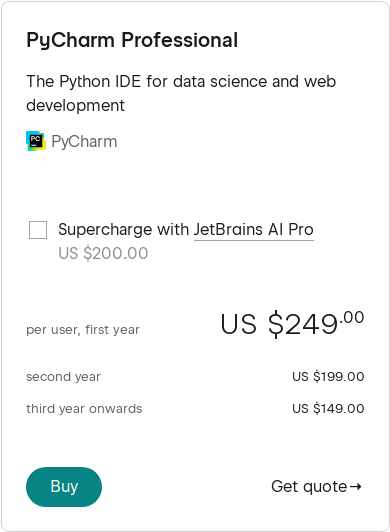 PyCharm Professional
The Python IDE for data science and web
development
PC
PyCharm
Supercharge with JetBrains AI Pro
US $200.00
per user, first year
US $249.00
second year
US $199.00
third year onwards
US $149.00
Buy
Get quote→